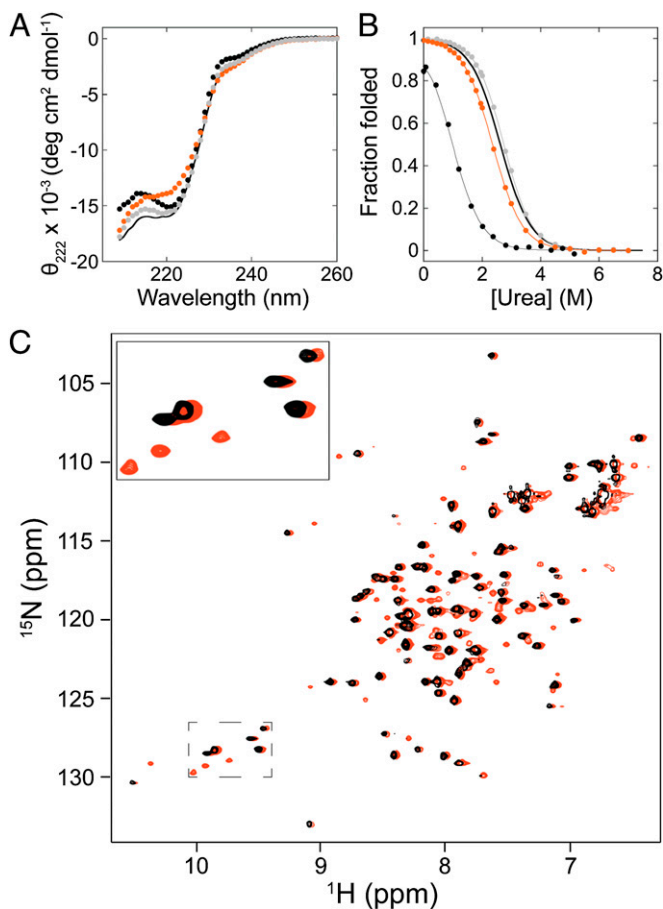 A
0
-5
-10
-15
-20
θ222 x 10⁻³ (deg cm² dmol⁻¹)
220 240 260
Wavelength (nm)
B
1
0.8
0.6
0.4
0.2
0
Fraction folded
0 2 4 6 8
[Urea] (M)
C
105
110
115
120
125
130
¹⁵N (ppm)
10 9 8 7
¹H (ppm)